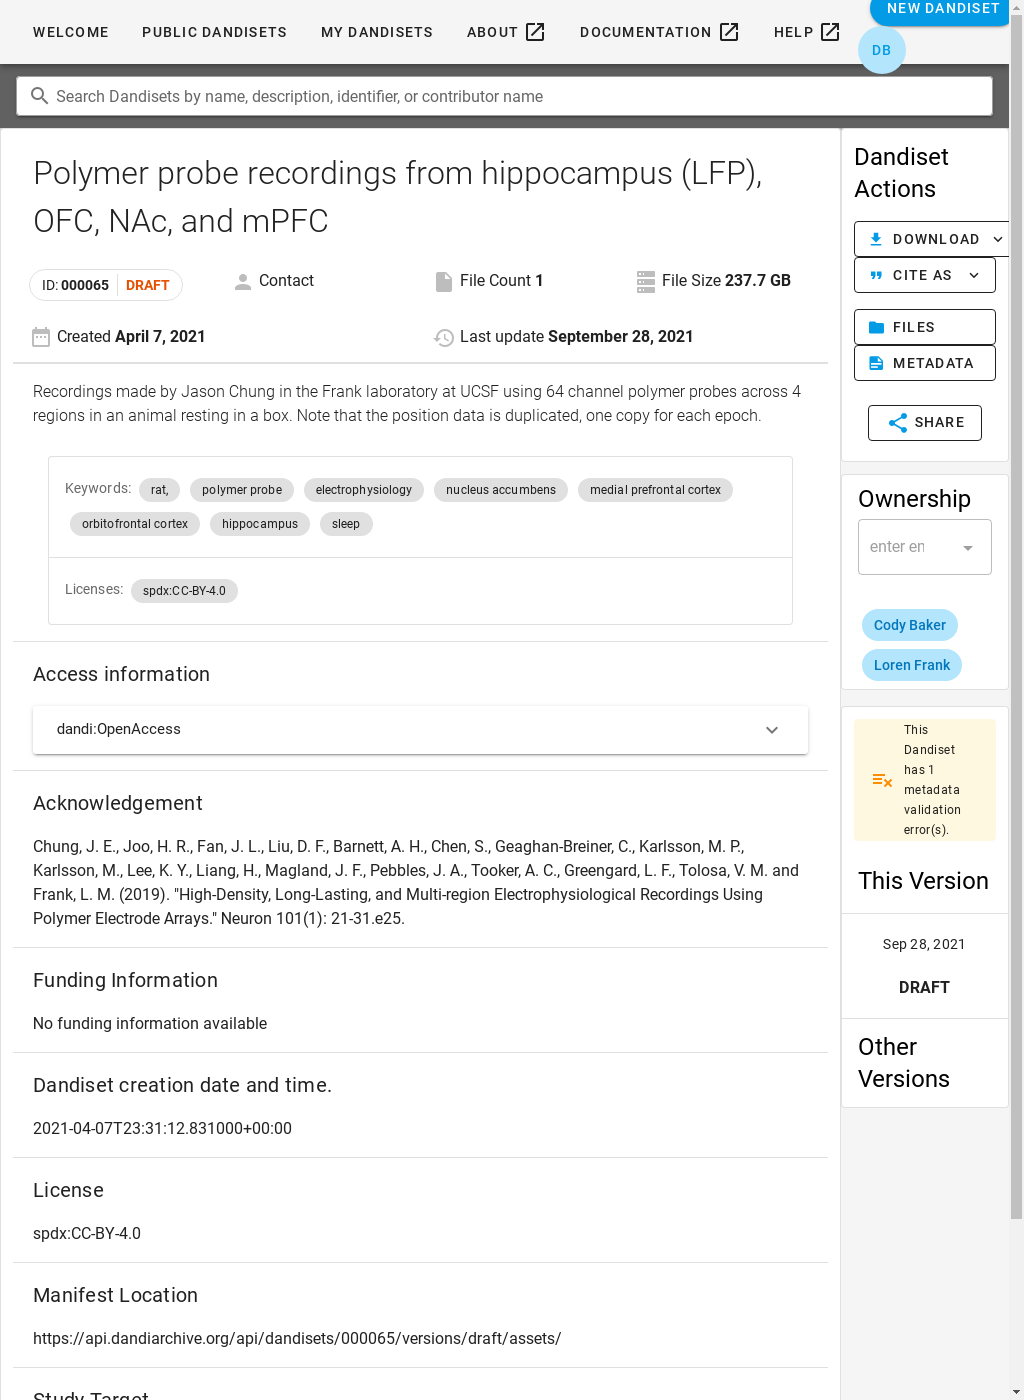 WELCOME PUBLIC DANDISETS MY DANDISETS ABOUT DOCUMENTATION HELP NEW DANDISET
DB
Search Dandisets by name, description, identifier, or contributor name
Polymer probe recordings from hippocampus (LFP),
OFC, NAc, and mPFC
ID: 000065 DRAFT
Contact
File Count 1
File Size 237.7 GB
Created April 7, 2021
Last update September 28, 2021
Recordings made by Jason Chung in the Frank laboratory at UCSF using 64 channel polymer probes across 4
regions in an animal resting in a box. Note that the position data is duplicated, one copy for each epoch.
Keywords: rat, polymer probe electrophysiology nucleus accumbens medial prefrontal cortex
orbitofrontal cortex hippocampus sleep
Licenses: spdx:CC-BY-4.0
Access information
dandi:OpenAccess
Acknowledgement
Chung, J. E., Joo, H. R., Fan, J. L., Liu, D. F., Barnett, A. H., Chen, S., Geaghan-Breiner, C., Karlsson, M. P.,
Karlsson, M., Lee, K. Y., Liang, H., Magland, J. F., Pebbles, J. A., Tooker, A. C., Greengard, L. F., Tolosa, V. M. and
Frank, L. M. (2019). "High-Density, Long-Lasting, and Multi-region Electrophysiological Recordings Using
Polymer Electrode Arrays." Neuron 101(1): 21-31.e25.
Funding Information
No funding information available
Dandiset creation date and time.
2021-04-07T23:31:12.831000+00:00
License
spdx:CC-BY-4.0
Manifest Location
https://api.dandiarchive.org/api/dandisets/000065/versions/draft/assets/
Study Target
Dandiset
Actions
DOWNLOAD
CITE AS
FILES
METADATA
SHARE
Ownership
enter en
Cody Baker
Loren Frank
This
Dandiset
has 1
metadata
validation
error(s).
This Version
Sep 28, 2021
DRAFT
Other
Versions